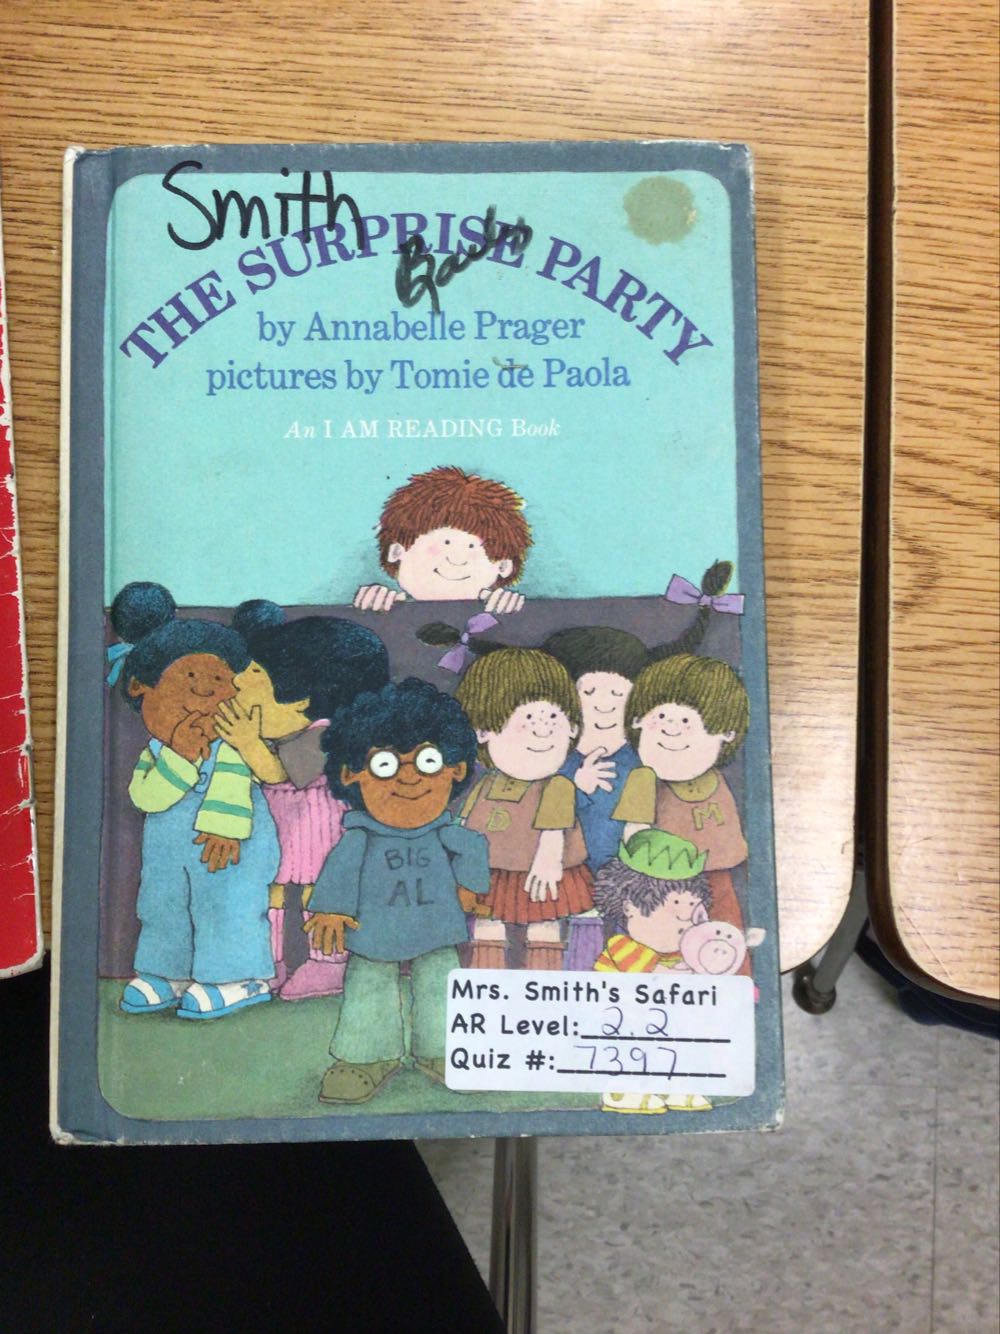 Smith
THE SURPRISE PARTY
by Annabelle Prager
pictures by Tomie de Paola
An I AM READING Book
BIG
AL
D
M
Mrs. Smith's Safari
AR Level: 2.2
Quiz #: 7397